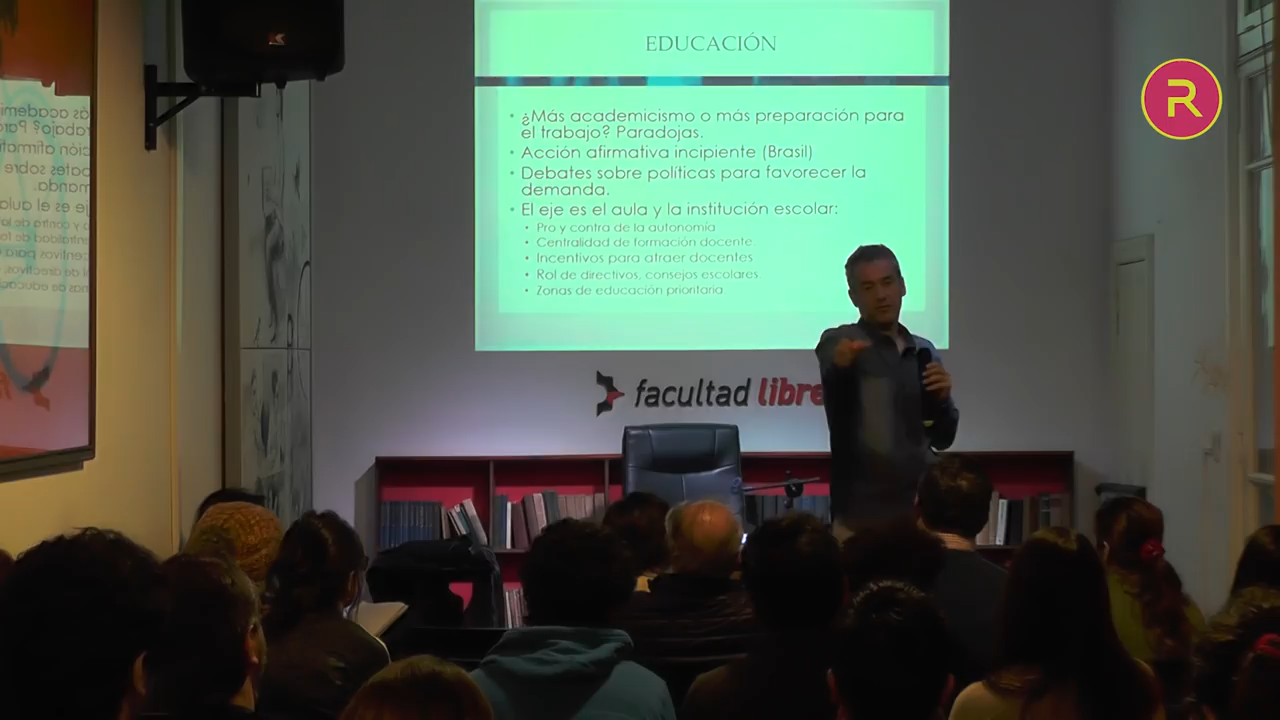 EDUCACIÓN
R
• ¿Más academicismo o más preparación para
el trabajo? Paradojas.
• Acción afirmativa incipiente (Brasil)
• Debates sobre políticas para favorecer la
demanda.
• El eje es el aula y la institución escolar:
• Pro y contra de la autonomía
• Centralidad de formación docente
• Incentivos para atraer docentes
• Rol de directivos, consejos escolares
• Zonas de educación prioritaria
facultad libre